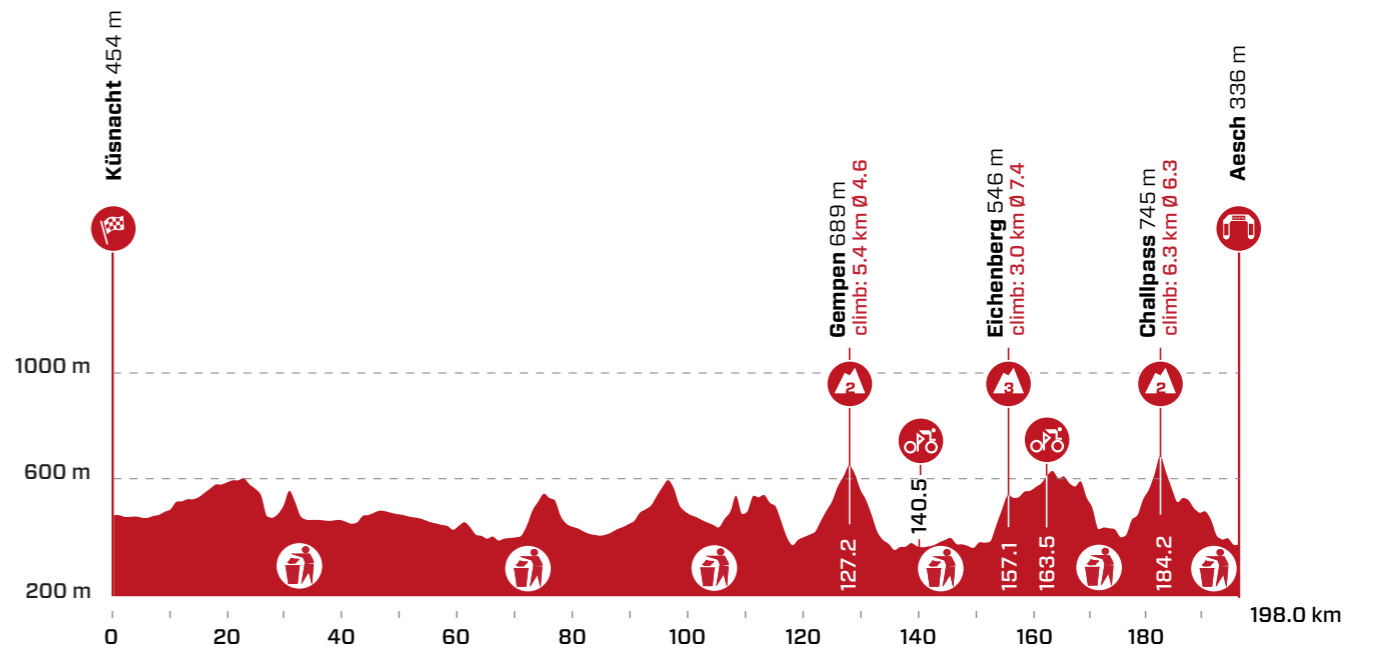 Küsnacht 454 m
Gempen 689 m
climb: 5.4 km Ø 4.6
Eichenberg 546 m
climb: 3.0 km Ø 7.4
Challpass 745 m
climb: 6.3 km Ø 6.3
Aesch 336 m
1000 m
600 m
200 m
2
3
2
127.2
140.5
157.1
163.5
184.2
0 20 40 60 80 100 120 140 160 180
198.0 km